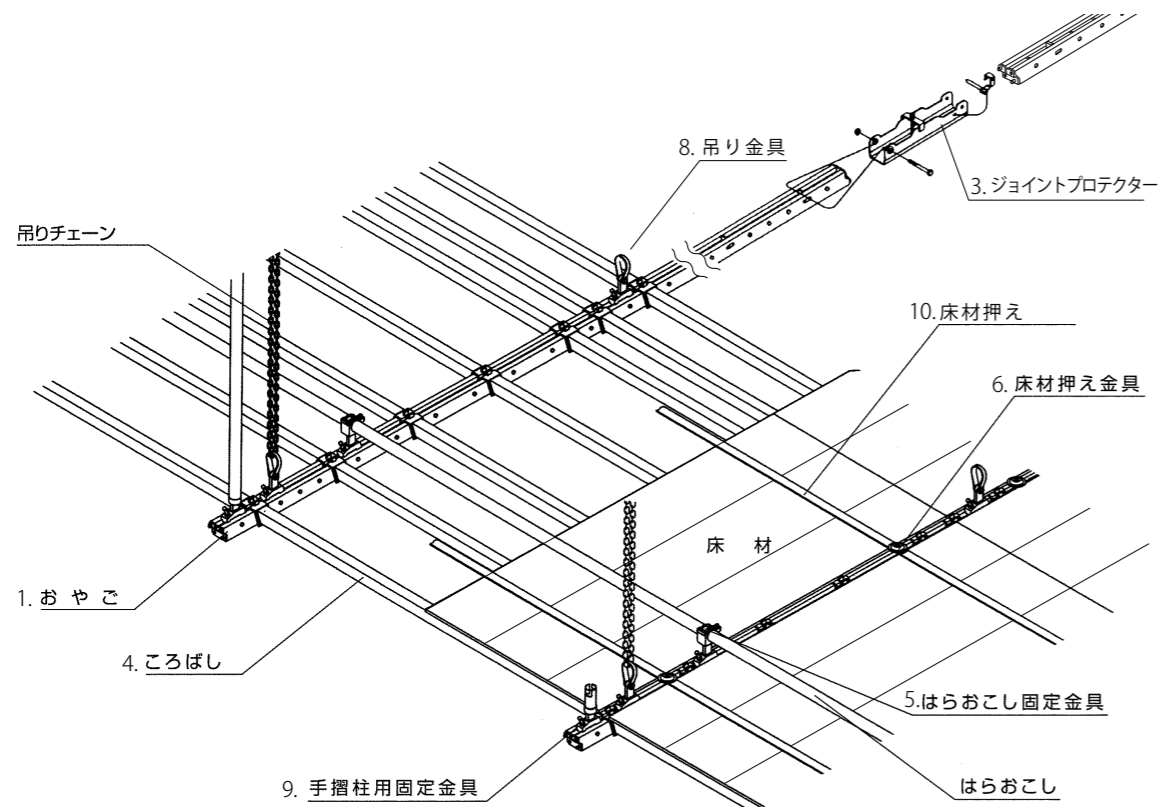 8. 吊り金具
3. ジョイントプロテクター
吊りチェーン
10. 床材押え
6. 床材押え金具
床 材
1. お や ご
4. ころばし
5. はらおこし固定金具
9. 手摺柱用固定金具
はらおこし